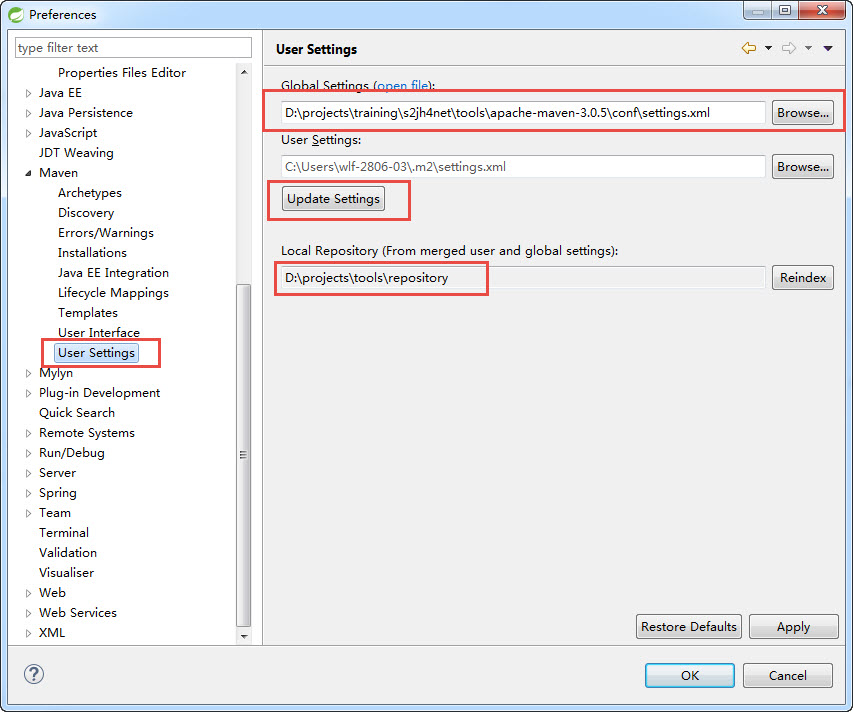 Preferences
type filter text
Properties Files Editor
Java EE
Java Persistence
JavaScript
JDT Weaving
Maven
Archetypes
Discovery
Errors/Warnings
Installations
Java EE Integration
Lifecycle Mappings
Templates
User Interface
User Settings
Mylyn
Plug-in Development
Quick Search
Remote Systems
Run/Debug
Server
Spring
Team
Terminal
Validation
Visualiser
Web
Web Services
XML
User Settings
Global Settings (open file):
D:\projects\training\s2jh4net\tools\apache-maven-3.0.5\conf\settings.xml Browse...
User Settings:
C:\Users\wlf-2806-03\.m2\settings.xml Browse...
Update Settings
Local Repository (From merged user and global settings):
D:\projects\tools\repository Reindex
Restore Defaults Apply
? OK Cancel